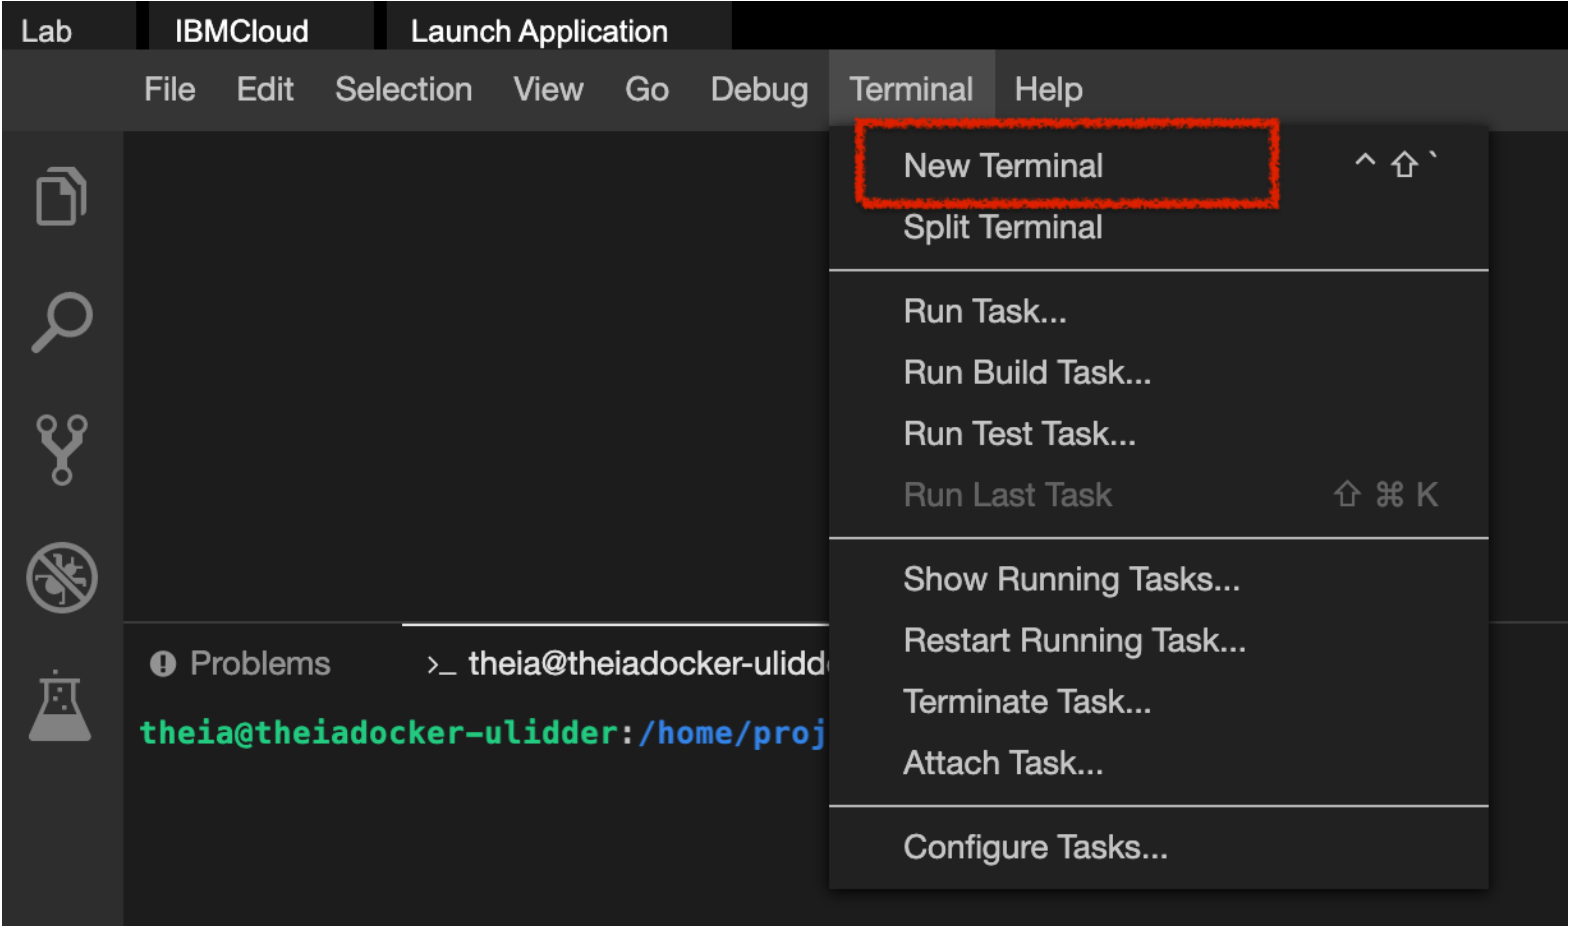 Lab IBMCloud Launch Application
File Edit Selection View Go Debug Terminal Help
New Terminal ^ ⇧ `
Split Terminal
Run Task...
Run Build Task...
Run Test Task...
Run Last Task ⇧ ⌘ K
Show Running Tasks...
Restart Running Task...
Terminate Task...
Attach Task...
Configure Tasks...
Problems >_ theia@theiadocker-ulidd
theia@theiadocker-ulidder:/home/proj